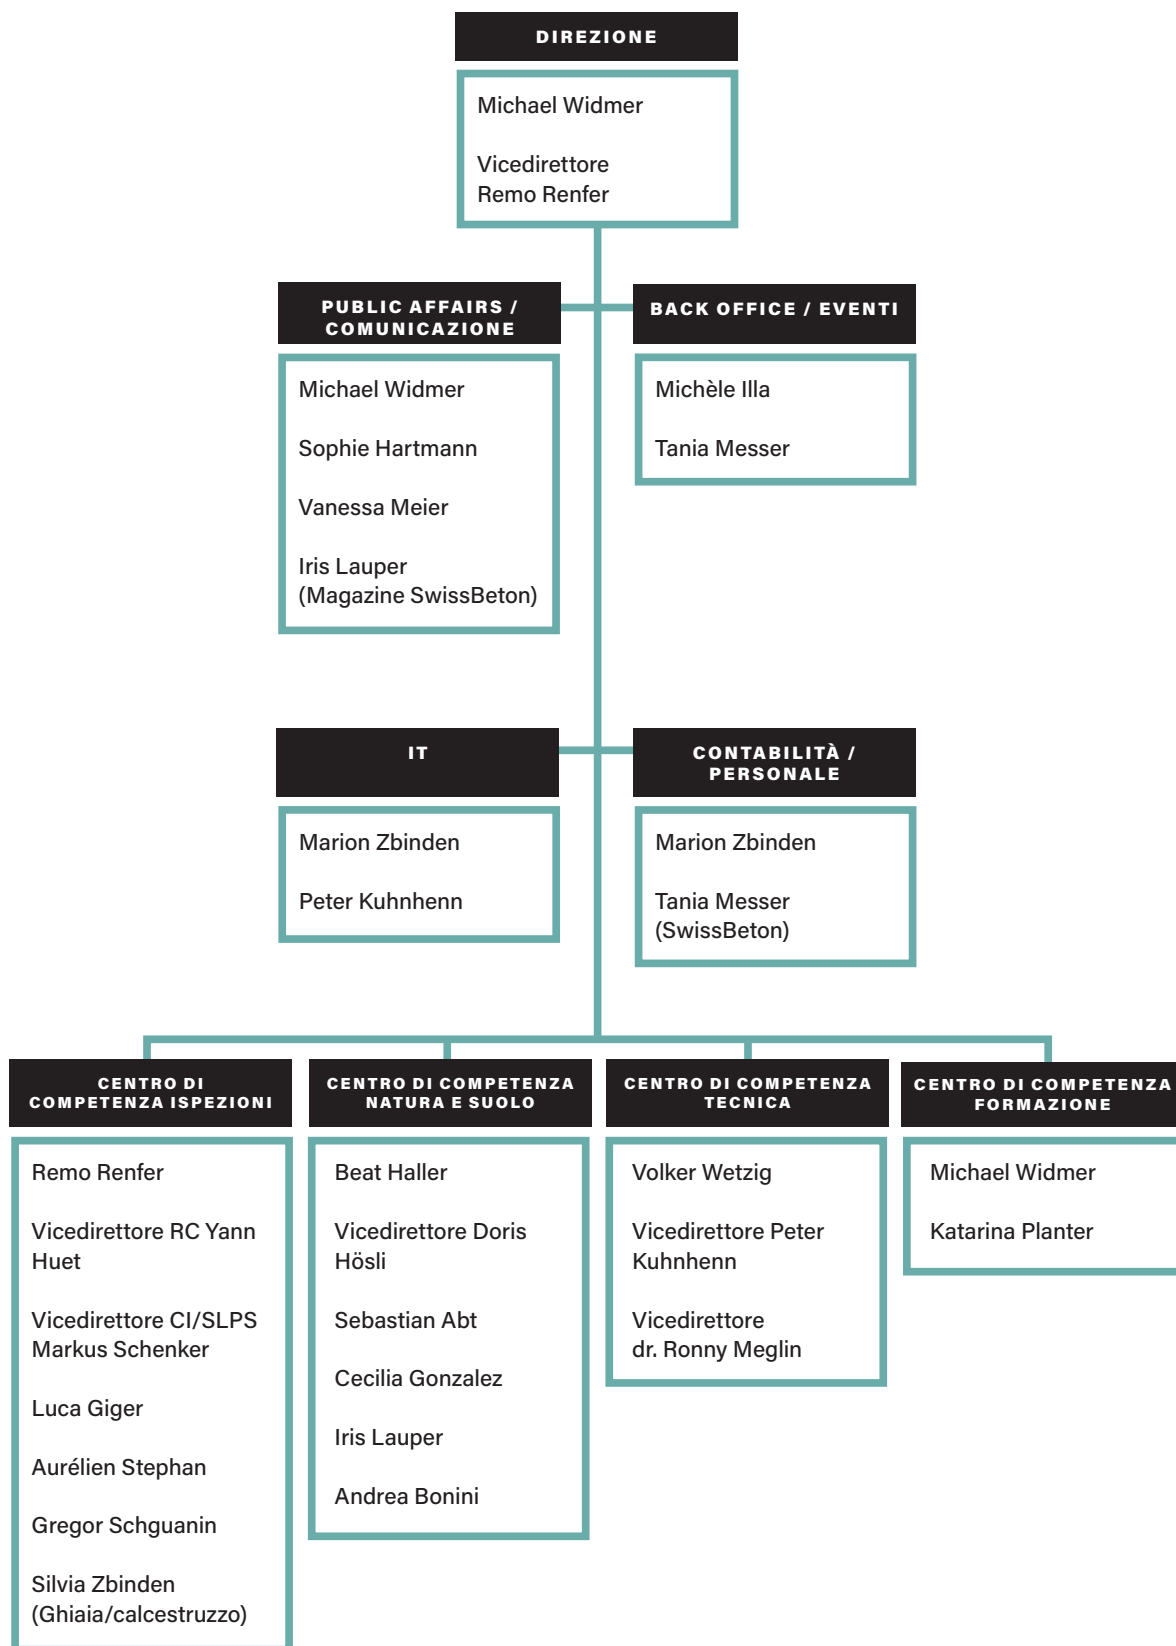 DIREZIONE
Michael Widmer
Vicedirettore
Remo Renfer
PUBLIC AFFAIRS /
COMUNICAZIONE
Michael Widmer
Sophie Hartmann
Vanessa Meier
Iris Lauper
(Magazine SwissBeton)
BACK OFFICE / EVENTI
Michèle Illa
Tania Messer
IT
Marion Zbinden
Peter Kuhnhenn
CONTABILITÀ /
PERSONALE
Marion Zbinden
Tania Messer
(SwissBeton)
CENTRO DI
COMPETENZA ISPEZIONI
Remo Renfer
Vicedirettore RC Yann
Huet
Vicedirettore CI/SLPS
Markus Schenker
Luca Giger
Aurélien Stephan
Gregor Schguanin
Silvia Zbinden
(Ghiaia/calcestruzzo)
CENTRO DI COMPETENZA
NATURA E SUOLO
Beat Haller
Vicedirettore Doris
Hösli
Sebastian Abt
Cecilia Gonzalez
Iris Lauper
Andrea Bonini
CENTRO DI COMPETENZA
TECNICA
Volker Wetzig
Vicedirettore Peter
Kuhnhenn
Vicedirettore
dr. Ronny Meglin
CENTRO DI COMPETENZA
FORMAZIONE
Michael Widmer
Katarina Planter